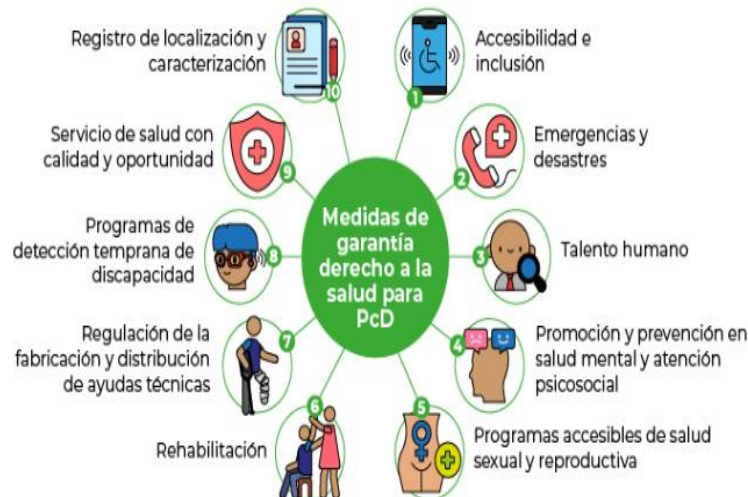 Medidas de
garantía
derecho a la
salud para
PcD
1
Accesibilidad e
inclusión
2
Emergencias y
desastres
3
Talento humano
4
Promoción y prevención en
salud mental y atención
psicosocial
5
Programas accesibles de salud
sexual y reproductiva
6
Rehabilitación
7
Regulación de la
fabricación y distribución
de ayudas técnicas
8
Programas de
detección temprana de
discapacidad
9
Servicio de salud con
calidad y oportunidad
10
Registro de localización y
caracterización